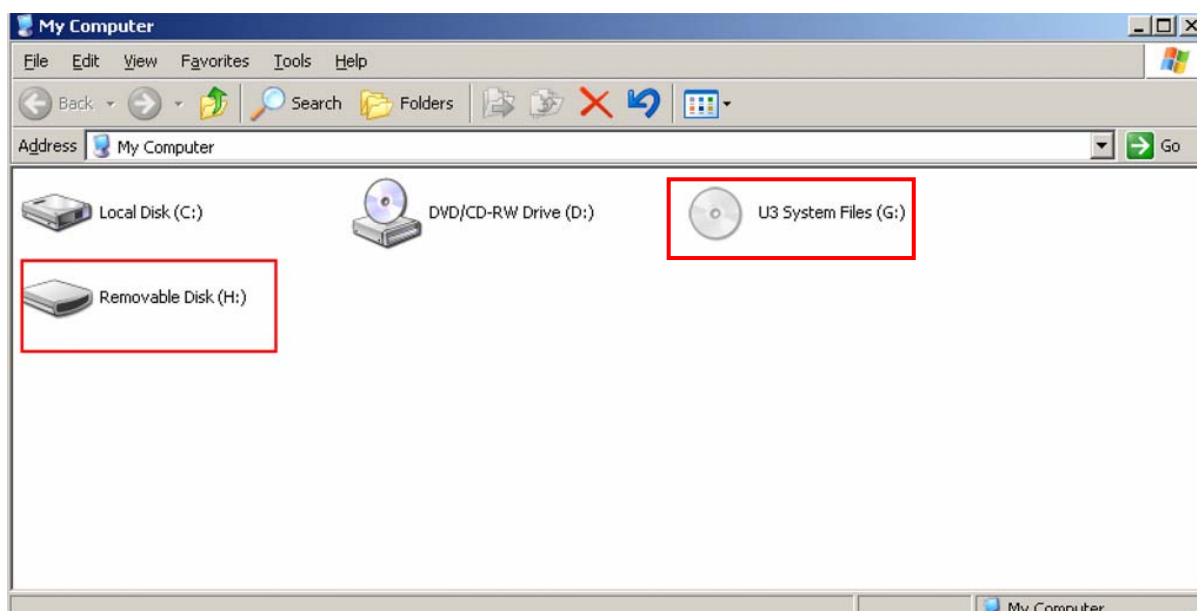 My Computer
File Edit View Favorites Tools Help
Back Search Folders
Address My Computer Go
Local Disk (C:) DVD/CD-RW Drive (D:) U3 System Files (G:)
Removable Disk (H:)
My Computer